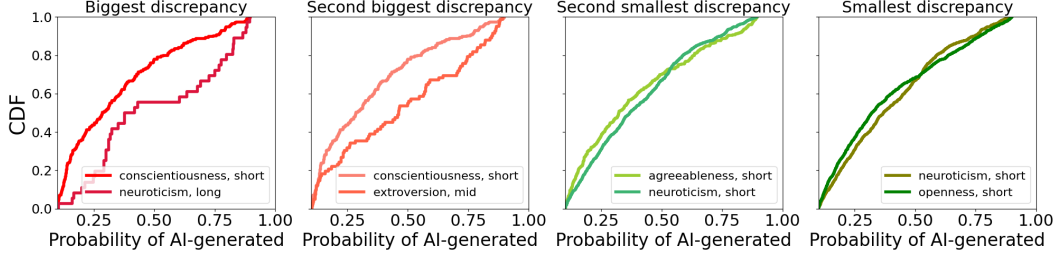 Biggest discrepancy
Second biggest discrepancy
Second smallest discrepancy
Smallest discrepancy
CDF
1.0
0.8
0.6
0.4
0.2
0.0
conscientiousness, short
neuroticism, long
conscientiousness, short
extroversion, mid
agreeableness, short
neuroticism, short
neuroticism, short
openness, short
0.25 0.50 0.75 1.00
0.25 0.50 0.75 1.00
0.25 0.50 0.75 1.00
0.25 0.50 0.75 1.00
Probability of AI-generated
Probability of AI-generated
Probability of AI-generated
Probability of AI-generated